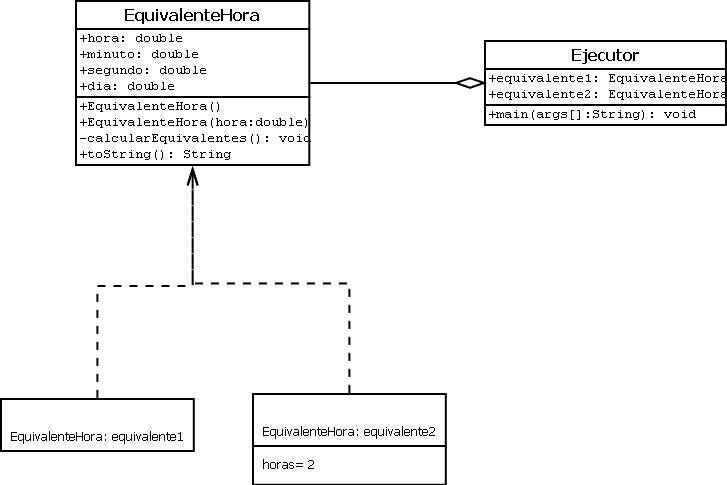 EquivalenteHora
+hora: double
+minuto: double
+segundo: double
+dia: double
+EquivalenteHora()
+EquivalenteHora(hora:double)
-calcularEquivalentes(): void
+toString(): String
Ejecutor
+equivalente1: EquivalenteHora
+equivalente2: EquivalenteHora
+main(args[]:String): void
EquivalenteHora: equivalente1
EquivalenteHora: equivalente2
horas= 2